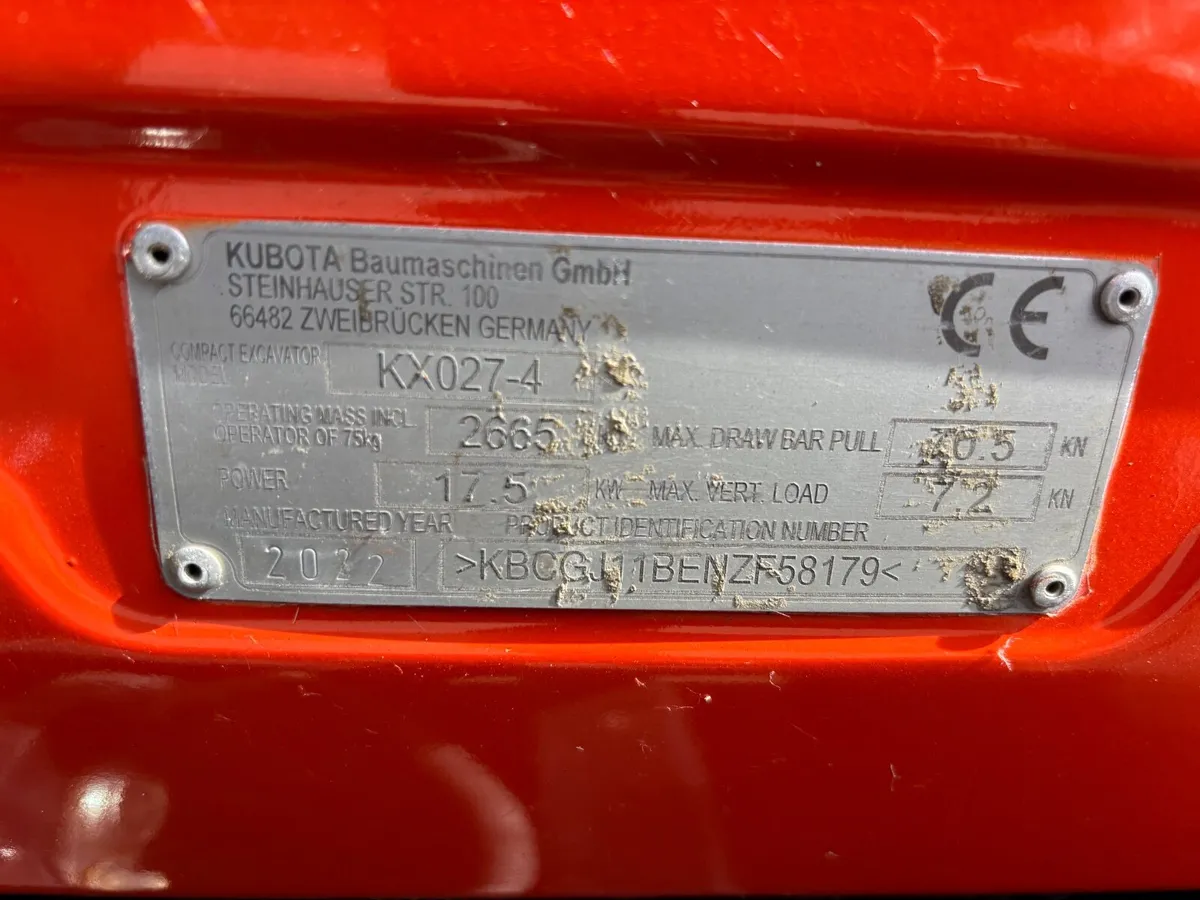 KUBOTA Baumaschinen GmbH
STEINHAUSER STR. 100
66482 ZWEIBRÜCKEN GERMANY
CE
COMPACT EXCAVATOR
MODEL
KX027-4
OPERATING MASS INCL.
OPERATOR OF 75kg
2665
MAX. DRAW BAR PULL
KN
POWER 17.5 KW MAX. VERT. LOAD 7.2 KN
MANUFACTURED YEAR PRODUCT IDENTIFICATION NUMBER
2022 >KBCGJ11BENZF58179<